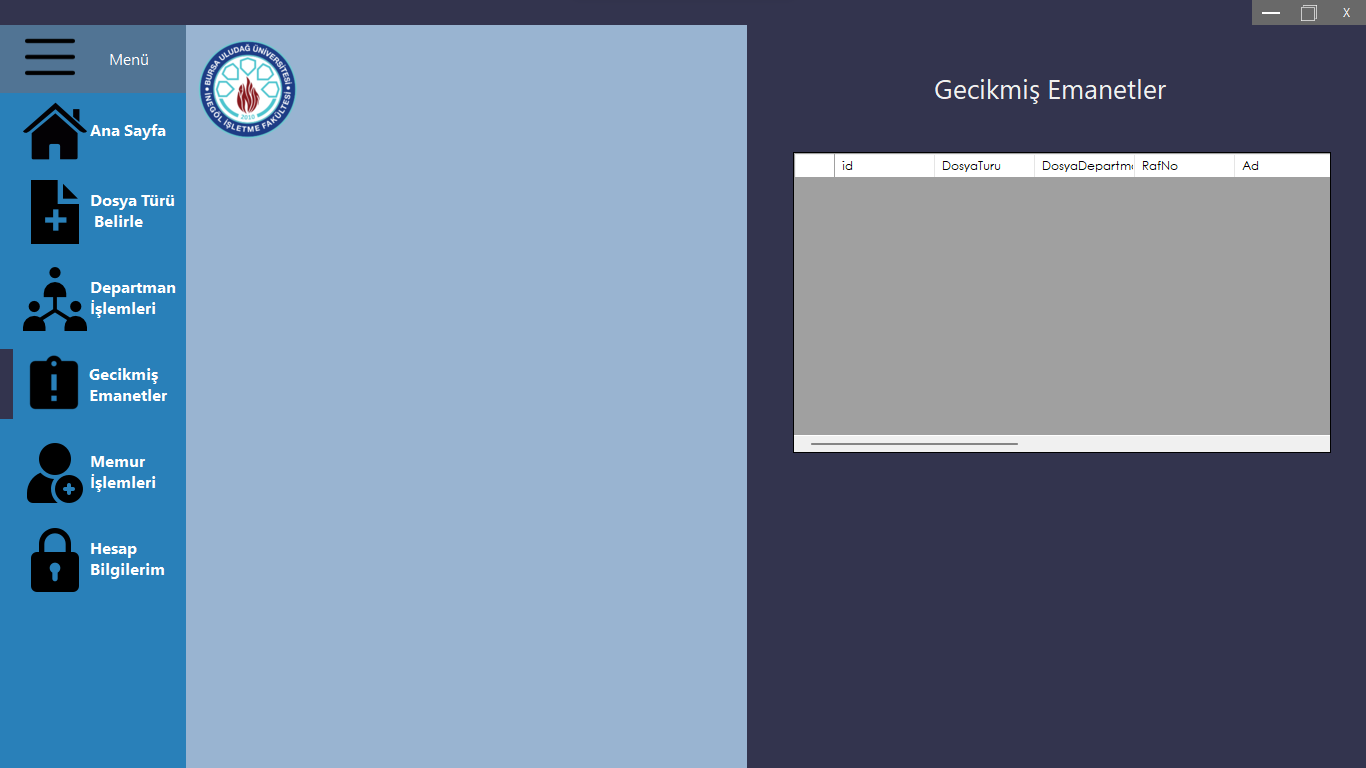 X
Menü
Ana Sayfa
Dosya Türü
Belirle
Departman
İşlemleri
Gecikmiş
Emanetler
Memur
İşlemleri
Hesap
Bilgilerim
BURSA ULUDAĞ ÜNİVERSİTESİ
2010
İNEGÖL İŞLETME FAKÜLTESİ
Gecikmiş Emanetler
id DosyaTuru DosyaDepartm RafNo Ad